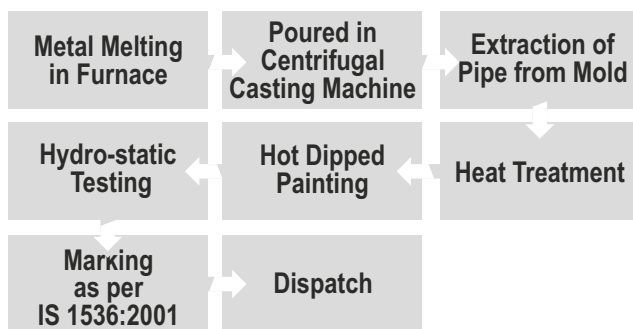 Metal Melting
in Furnace
Poured in
Centrifugal
Casting Machine
Extraction of
Pipe from Mold
Heat Treatment
Hot Dipped
Painting
Hydro-static
Testing
Marking
as per
IS 1536:2001
Dispatch